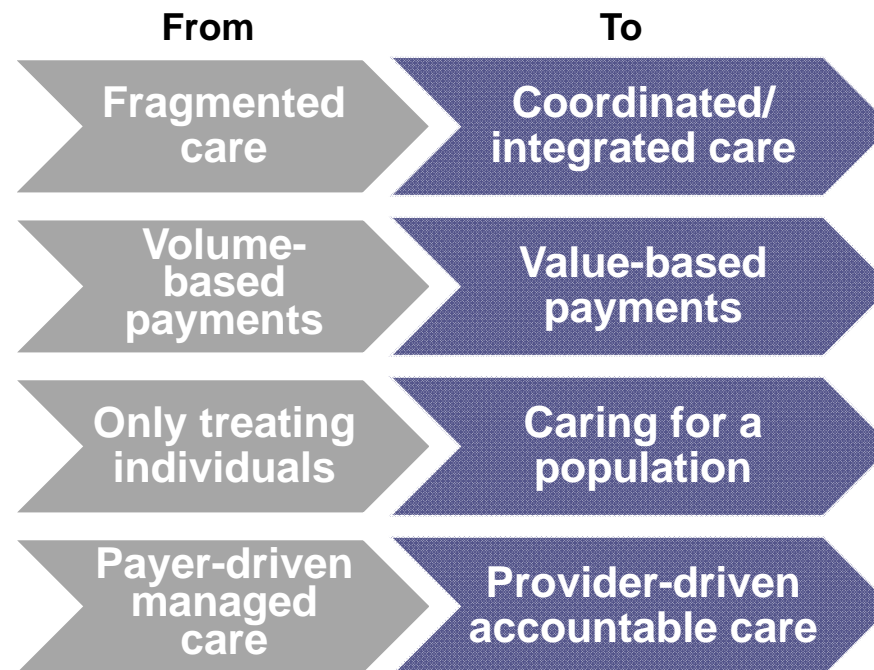 From
To
Fragmented
care
Coordinated/
integrated care
Volume-
based
payments
Value-based
payments
Only treating
individuals
Caring for a
population
Payer-driven
managed
care
Provider-driven
accountable care